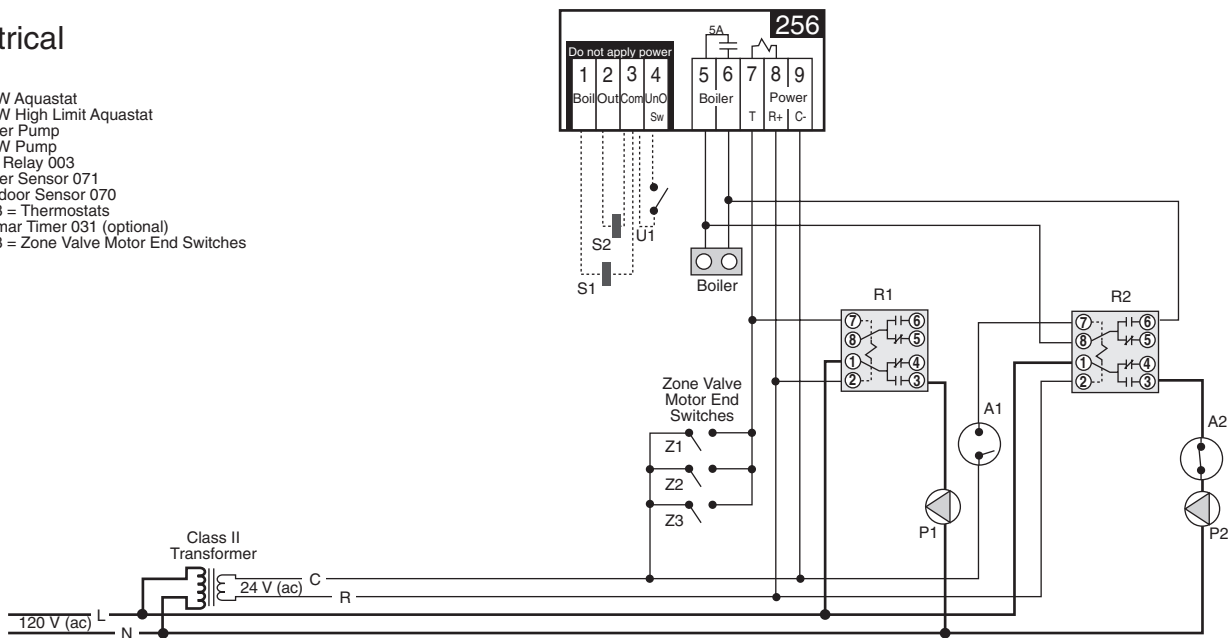 trical
W Aquastat
W High Limit Aquastat
er Pump
W Pump
Relay 003
er Sensor 071
door Sensor 070
3 = Thermostats
mar Timer 031 (optional)
3 = Zone Valve Motor End Switches
256
5A
Do not apply power
1 2 3 4 5 6 7 8 9
Boil Out Com UnO Boiler Power
Sw T R+ C-
S2 U1
S1
Boiler
R1
7 6
8 5
1 4
2 3
R2
7 6
8 5
1 4
2 3
Zone Valve
Motor End
Switches
Z1
Z2
Z3
A1
A2
P1
P2
Class II
Transformer
C
24 V (ac)
R
L
120 V (ac)
N